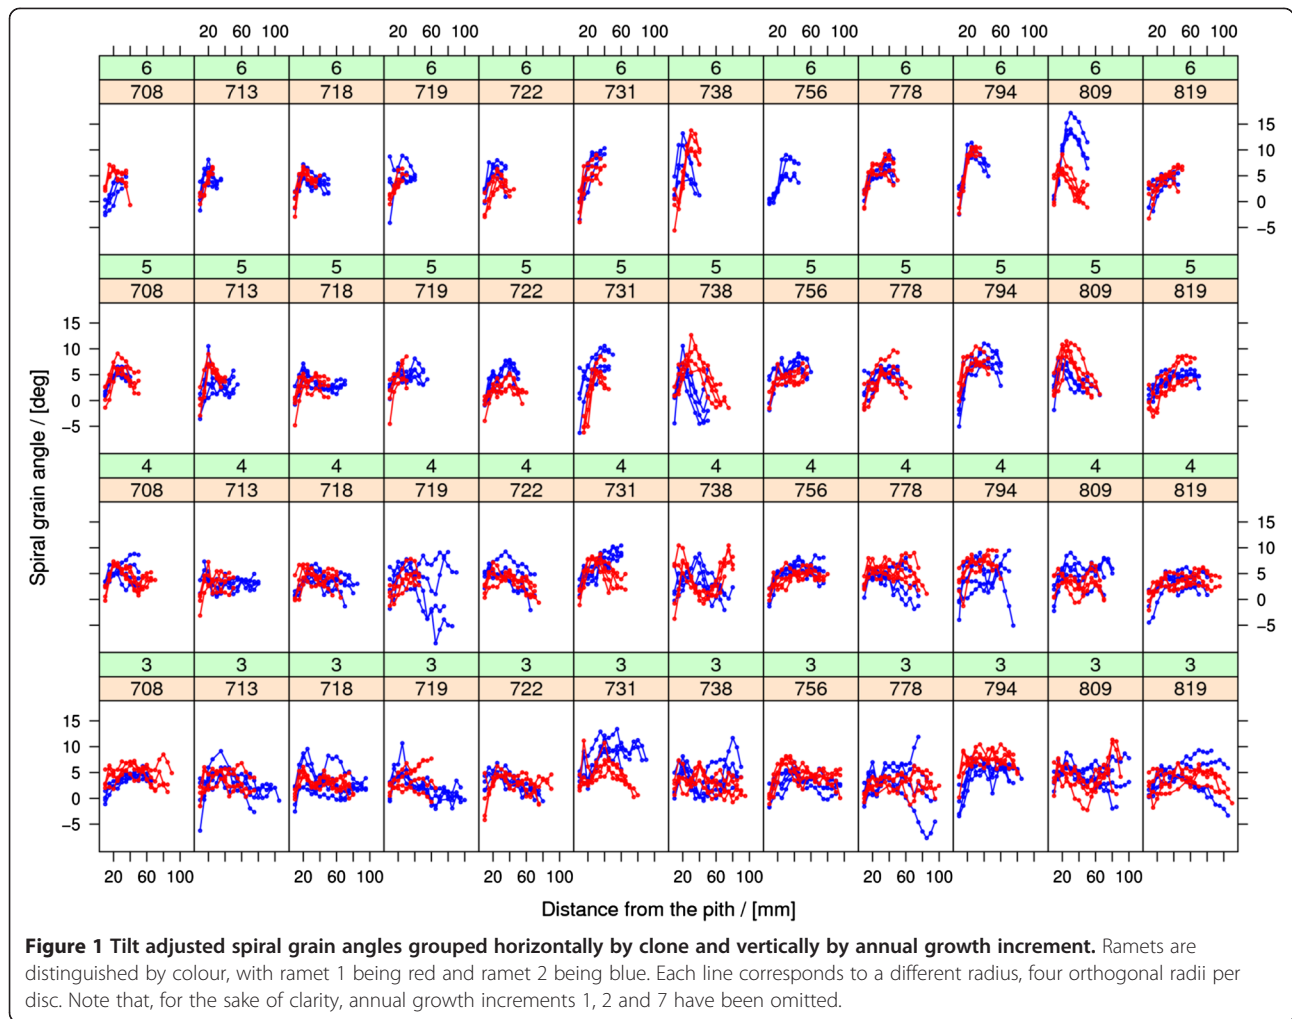 20 60 100 20 60 100 20 60 100 20 60 100 20 60 100 20 60 100
6 6 6 6 6 6 6 6 6 6 6 6
708 713 718 719 722 731 738 756 778 794 809 819
15
10
5
0
−5
5 5 5 5 5 5 5 5 5 5 5 5
708 713 718 719 722 731 738 756 778 794 809 819
15
10
5
0
−5
4 4 4 4 4 4 4 4 4 4 4 4
708 713 718 719 722 731 738 756 778 794 809 819
15
10
5
0
−5
3 3 3 3 3 3 3 3 3 3 3 3
708 713 718 719 722 731 738 756 778 794 809 819
15
10
5
0
−5
20 60 100 20 60 100 20 60 100 20 60 100 20 60 100 20 60 100
Spiral grain angle / [deg]
Distance from the pith / [mm]
Figure 1 Tilt adjusted spiral grain angles grouped horizontally by clone and vertically by annual growth increment. Ramets are
distinguished by colour, with ramet 1 being red and ramet 2 being blue. Each line corresponds to a different radius, four orthogonal radii per
disc. Note that, for the sake of clarity, annual growth increments 1, 2 and 7 have been omitted.